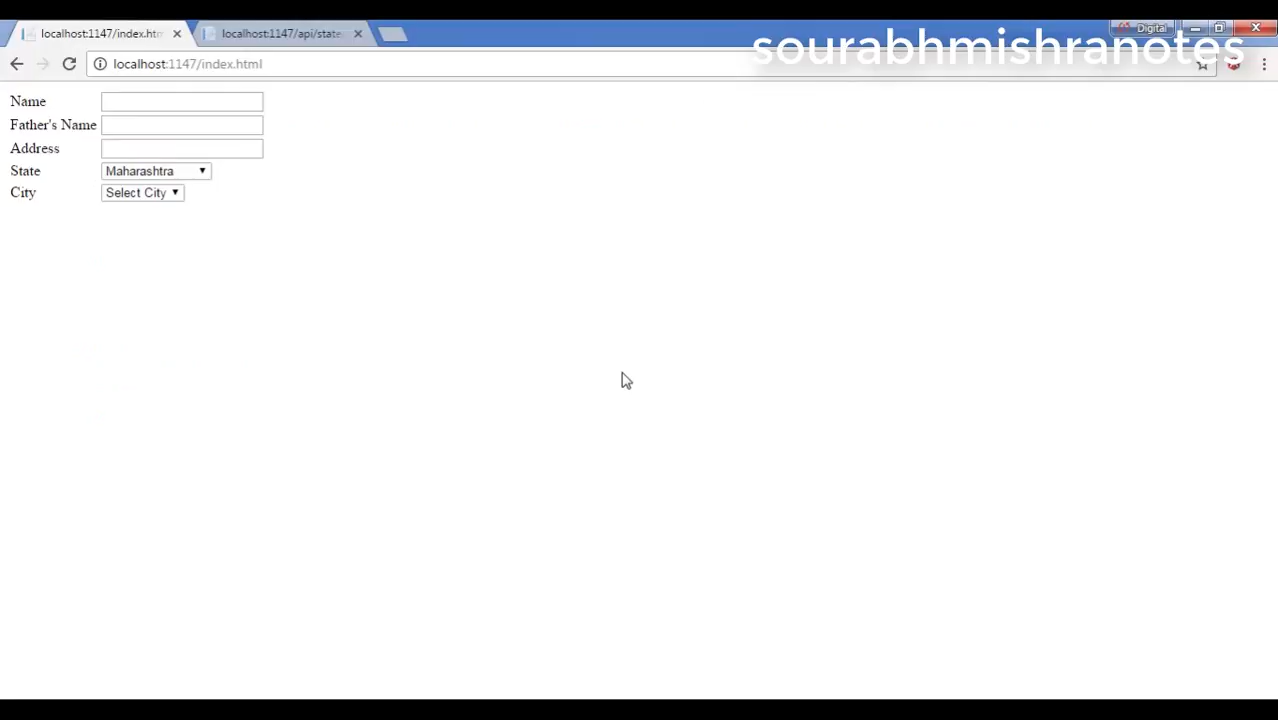 localhost:1147/index.htm
localhost:1147/api/state
Digital
sourabhmishranotes
localhost:1147/index.html
Name
Father's Name
Address
State
Maharashtra
City
Select City